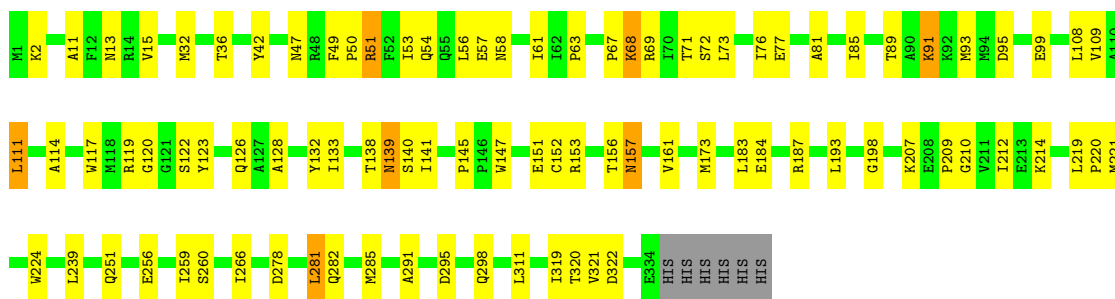 M1 K2 A11 F12 N13 R14 V15 M32 T36 Y42 N47 R48 F49 P50 R51 F52 I53 Q54 Q55 L56 E57 N58 I61 I62 P63 P67 K68 R69 I70 T71 S72 L73 I76 E77 A81 I85 T89 A90 K91 K92 M93 M94 D95 E99 L108 V109 A110
L111 A114 W117 M118 R119 G120 G121 S122 Y123 Q126 A127 A128 Y132 I133 T138 N139 S140 I141 P145 P146 W147 E151 C152 R153 T156 N157 V161 M173 L183 E184 R187 L193 G198 K207 E208 P209 G210 V211 I212 E213 K214 L219 P220 M221
W224 L239 Q251 E256 I259 S260 I266 D278 L281 Q282 M285 A291 D295 Q298 L311 I319 T320 V321 D322 E334 HIS HIS HIS HIS HIS HIS